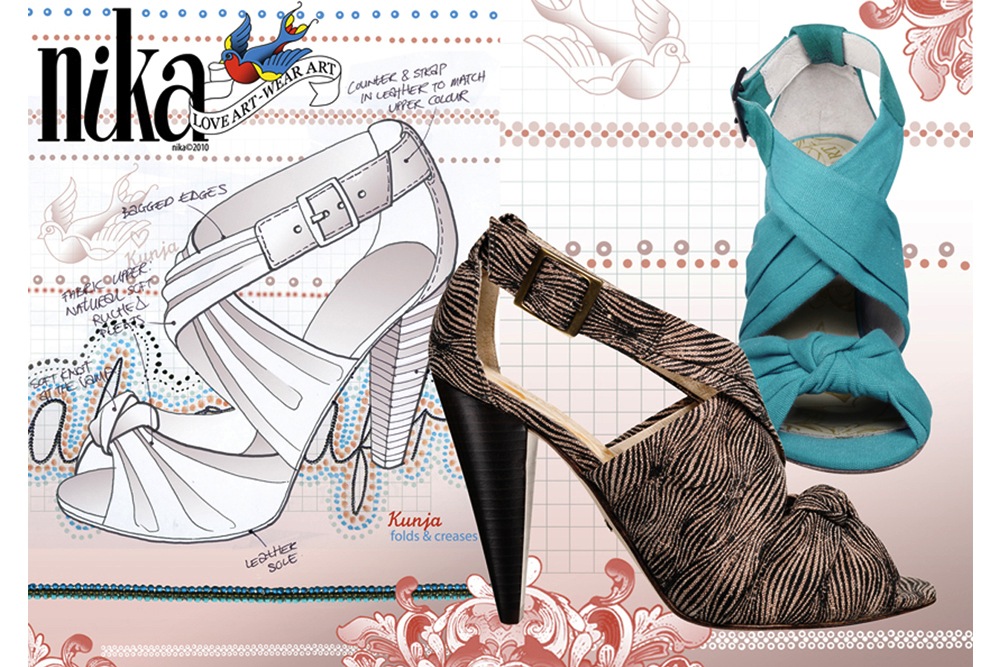 nika
LOVE ART - WEAR ART
nika©2010
COUNTER & STRAP
IN LEATHER TO MATCH
UPPER COLOUR
BAGGED EDGES
Kunja
FABRIC UPPER.
NATURAL SOFT
RUCHED
PLEATS
SOFT KNOT
AT THE VAMP
LEATHER
SOLE
Kunja
folds & creases